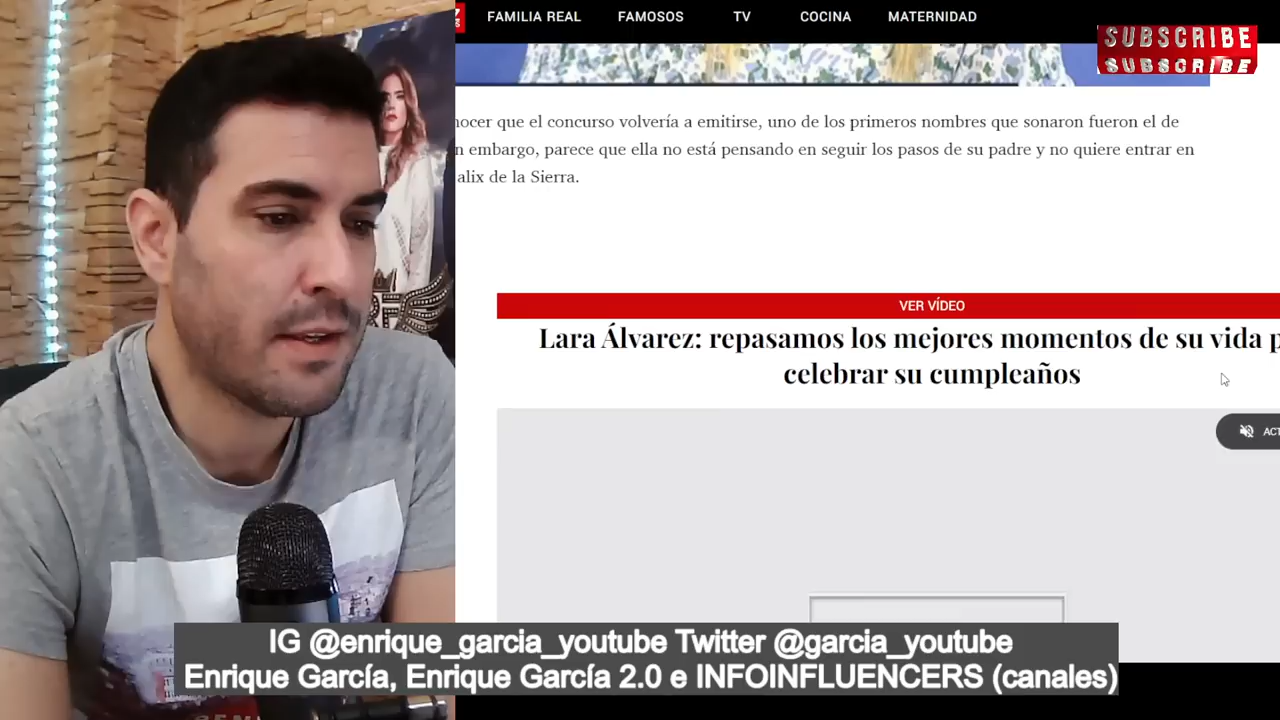 FAMILIA REAL FAMOSOS TV COCINA MATERNIDAD
SUBSCRIBE
SUBSCRIBE
nocer que el concurso volvería a emitirse, uno de los primeros nombres que sonaron fueron el de
n embargo, parece que ella no está pensando en seguir los pasos de su padre y no quiere entrar en
alix de la Sierra.
VER VÍDEO
Lara Álvarez: repasamos los mejores momentos de su vida p
celebrar su cumpleaños
ACT
IG @enrique_garcia_youtube Twitter @garcia_youtube
Enrique García, Enrique García 2.0 e INFOINFLUENCERS (canales)